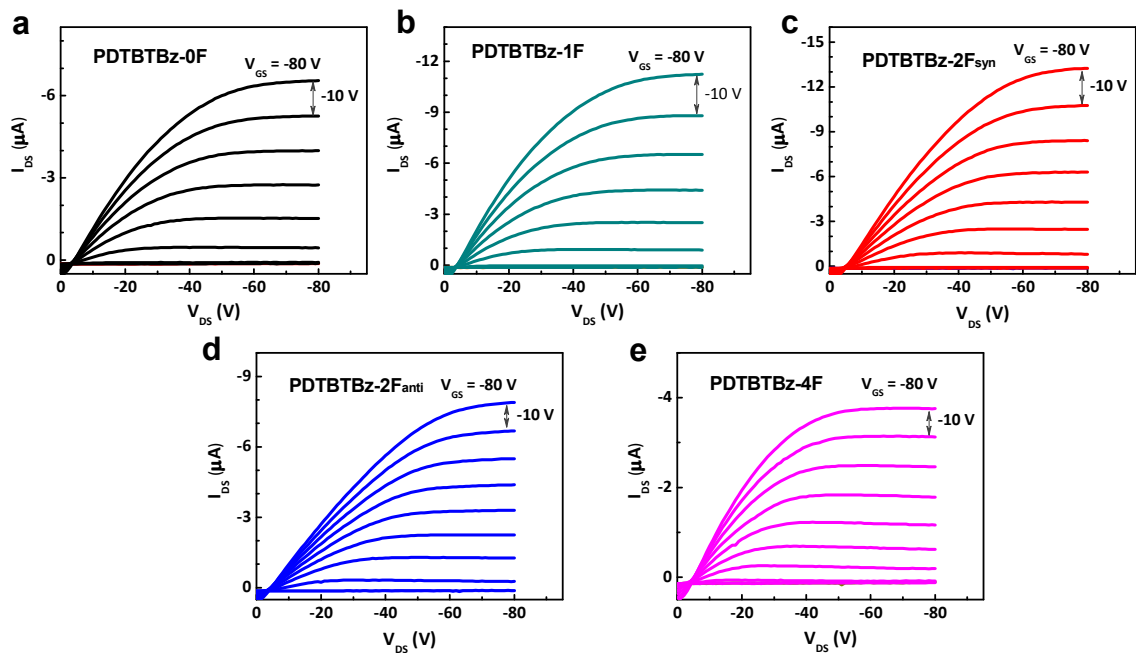 a
PDTBTBz-0F
V_GS = -80 V
-10 V
-6
-3
0
I_DS (μA)
0 -20 -40 -60 -80
V_DS (V)
b
PDTBTBz-1F
V_GS = -80 V
-10 V
-12
-9
-6
-3
0
I_DS (μA)
0 -20 -40 -60 -80
V_DS (V)
c
PDTBTBz-2Fsyn
V_GS = -80 V
-10 V
-15
-12
-9
-6
-3
0
I_DS (μA)
0 -20 -40 -60 -80
V_DS (V)
d
PDTBTBz-2Fanti
V_GS = -80 V
-10 V
-9
-6
-3
0
I_DS (μA)
0 -20 -40 -60 -80
V_DS (V)
e
PDTBTBz-4F
V_GS = -80 V
-10 V
-4
-2
0
I_DS (μA)
0 -20 -40 -60 -80
V_DS (V)